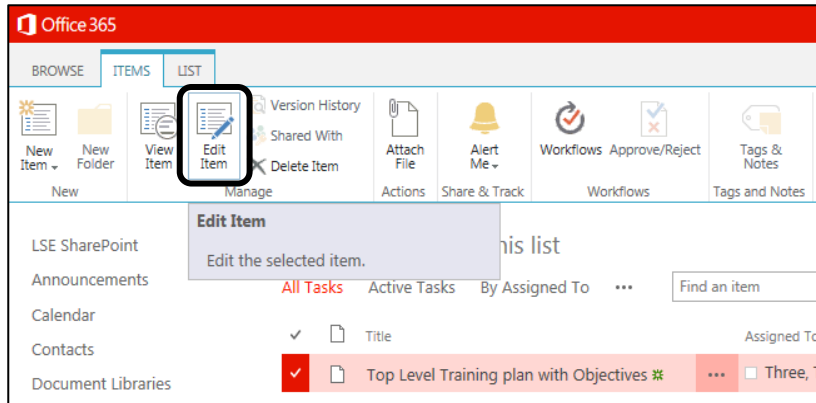 Office 365
BROWSE ITEMS LIST
New Item
New Folder
View Item
Edit Item
Version History
Shared With
Delete Item
Attach File
Alert Me
Workflows
Approve/Reject
Tags & Notes
New
Manage
Actions
Share & Track
Workflows
Tags and Notes
Edit Item
Edit the selected item.
his list
LSE SharePoint
Announcements
Calendar
Contacts
Document Libraries
All Tasks Active Tasks By Assigned To ••• Find an item
Title Assigned To
Top Level Training plan with Objectives ••• Three,